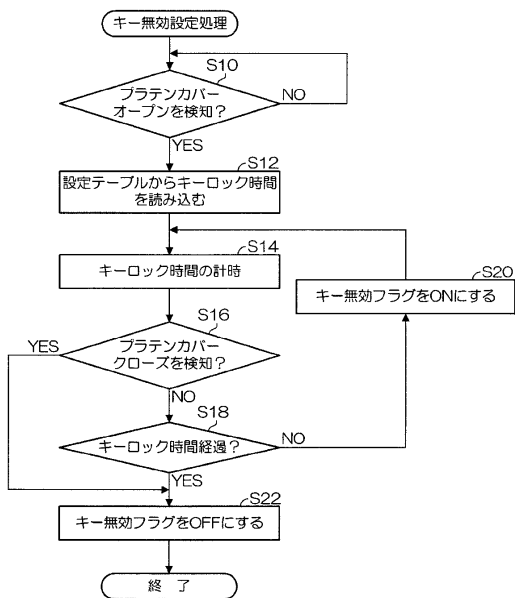 キー無効設定処理
S10
プラテンカバー
オープンを検知？
NO
YES
S12
設定テーブルからキーロック時間
を読み込む
S14
キーロック時間の計時
S20
キー無効フラグをONにする
S16
YES
プラテンカバー
クローズを検知？
NO
S18
キーロック時間経過？
NO
YES
S22
キー無効フラグをOFFにする
終 了